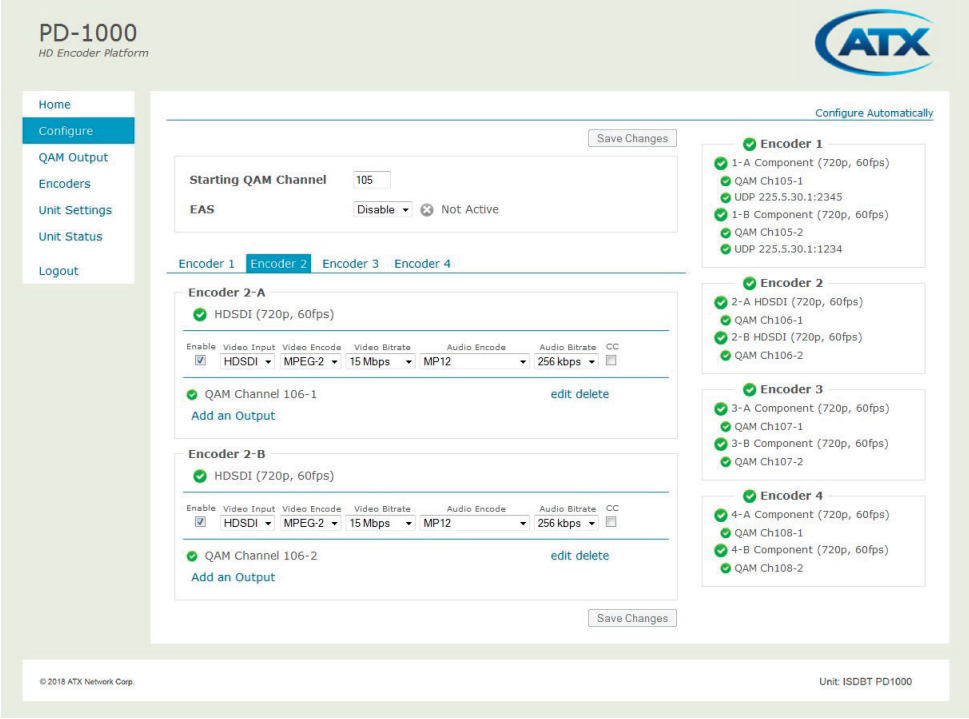 PD-1000
HD Encoder Platform
ATX
Home
Configure
QAM Output
Encoders
Unit Settings
Unit Status
Logout
Configure Automatically
Save Changes
Starting QAM Channel 105
EAS Disable Not Active
Encoder 1 Encoder 2 Encoder 3 Encoder 4
Encoder 2-A
HDSDI (720p, 60fps)
Enable Video Input Video Encode Video Bitrate Audio Encode Audio Bitrate CC
HDSDI MPEG-2 15 Mbps MP12 256 kbps
QAM Channel 106-1 edit delete
Add an Output
Encoder 2-B
HDSDI (720p, 60fps)
Enable Video Input Video Encode Video Bitrate Audio Encode Audio Bitrate CC
HDSDI MPEG-2 15 Mbps MP12 256 kbps
QAM Channel 106-2 edit delete
Add an Output
Save Changes
Encoder 1
1-A Component (720p, 60fps)
QAM Ch105-1
UDP 225.5.30.1:2345
1-B Component (720p, 60fps)
QAM Ch105-2
UDP 225.5.30.1:1234
Encoder 2
2-A HDSDI (720p, 60fps)
QAM Ch106-1
2-B HDSDI (720p, 60fps)
QAM Ch106-2
Encoder 3
3-A Component (720p, 60fps)
QAM Ch107-1
3-B Component (720p, 60fps)
QAM Ch107-2
Encoder 4
4-A Component (720p, 60fps)
QAM Ch108-1
4-B Component (720p, 60fps)
QAM Ch108-2
© 2018 ATX Network Corp.
Unit: ISDBT PD1000